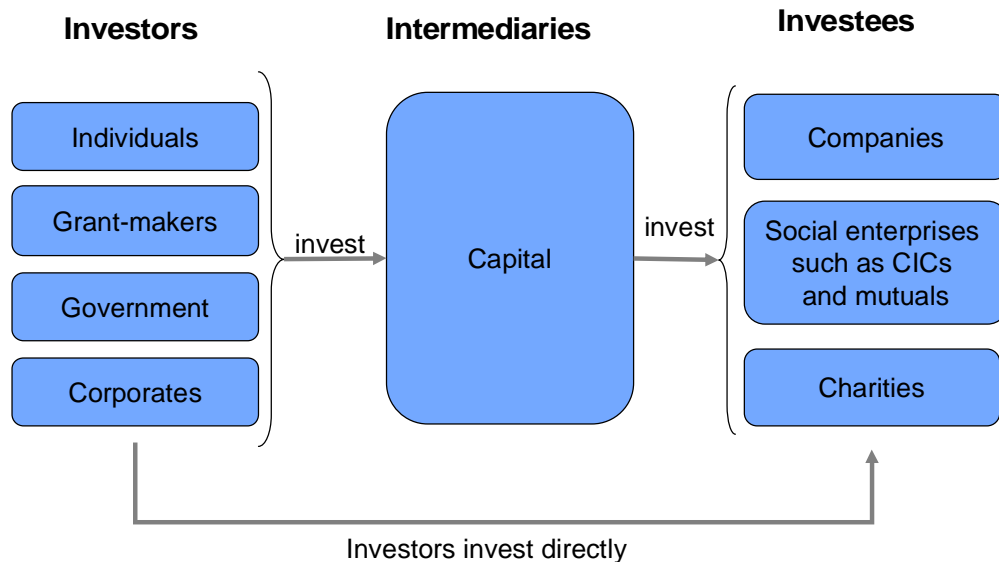 Investors
Intermediaries
Investees
Individuals
Grant-makers
Government
Corporates
invest
Capital
invest
Companies
Social enterprises
such as CICs
and mutuals
Charities
Investors invest directly